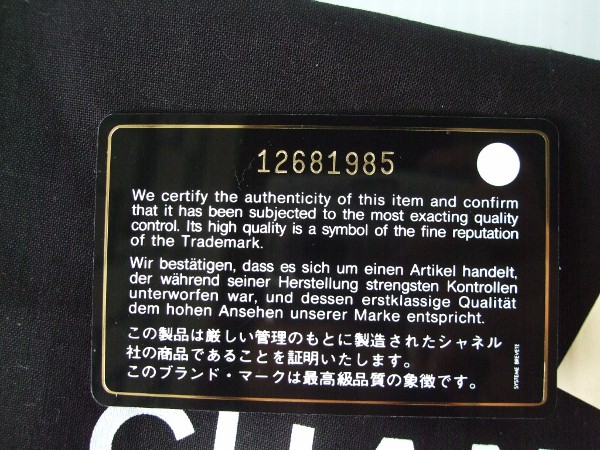 12681985
We certify the authenticity of this item and confirm
that it has been subjected to the most exacting quality
control. Its high quality is a symbol of the fine reputation
of the Trademark.
Wir bestätigen, dass es sich um einen Artikel handelt,
der während seiner Herstellung strengsten Kontrollen
unterworfen war, und dessen erstklassige Qualität
dem hohen Ansehen unserer Marke entspricht.
この製品は厳しい管理のもとに製造されたシャネル
社の商品であることを証明いたします。
このブランド・マークは最高級品質の象徴です。
SYSTEME BREVETE
CHAN